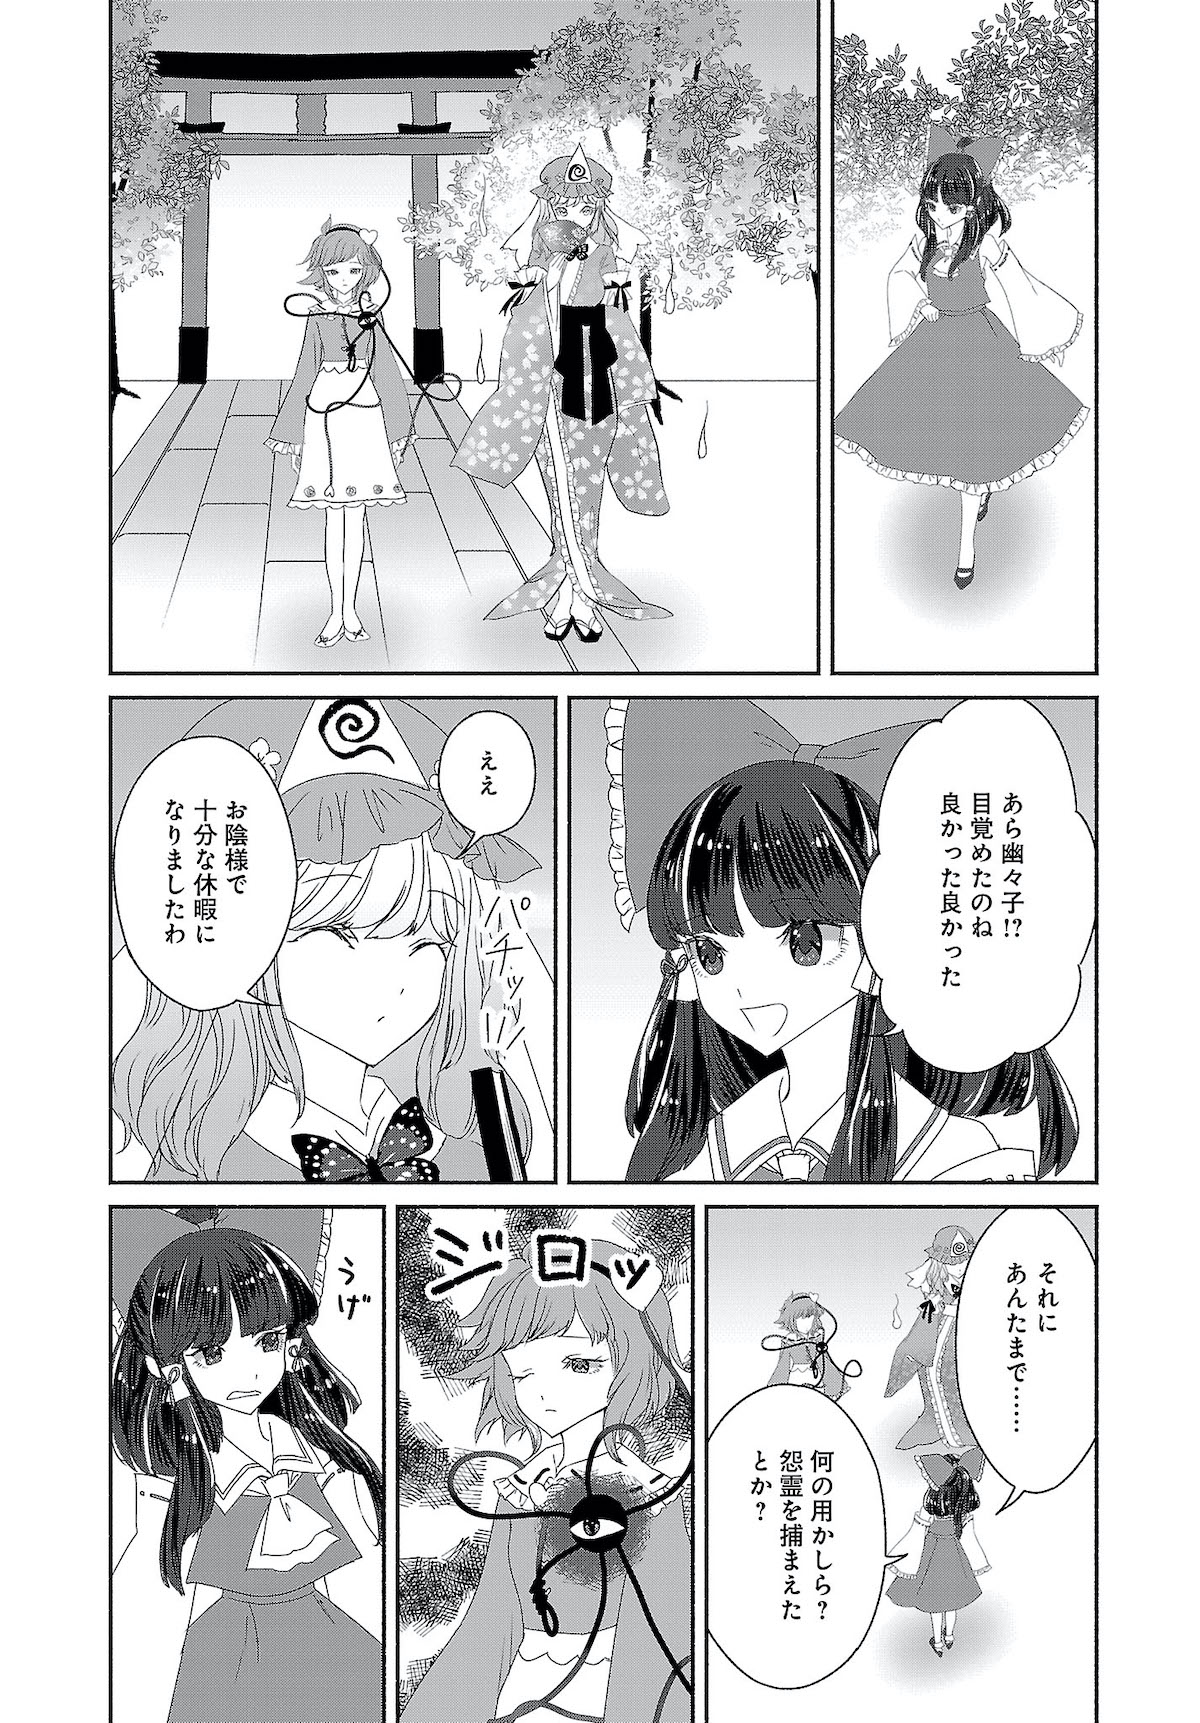 あら幽々子!?
目覚めたのね
良かった良かった
ええ
お陰様で
十分な休暇に
なりましたわ
パチッ
それに
あんたまで……
何の用かしら?
怨霊を捕まえた
とか?
ジロッ
うげ